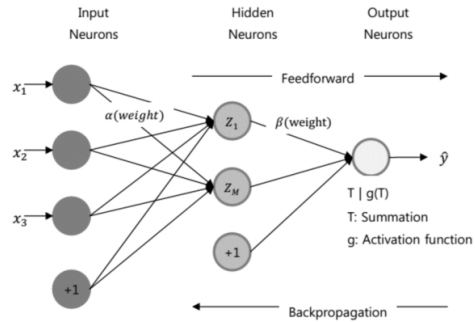 Input
Neurons
Hidden
Neurons
Output
Neurons
Feedforward
x₁
α(weight)
Z₁
β(weight)
x₂
ŷ
Z_M
T | g(T)
T: Summation
g: Activation function
x₃
+1
+1
Backpropagation